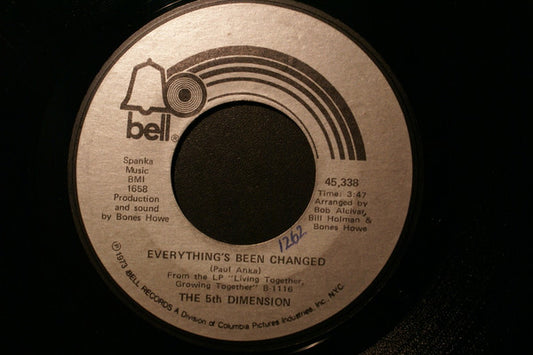 bell®
Spanka
Music
BMI
1658
Production
and sound
by Bones Howe
45,338
Time: 3:47
Arranged by
Bob Alcivar,
Bill Holman &
Bones Howe
1262
EVERYTHING'S BEEN CHANGED
(Paul Anka)
From the LP "Living Together,
Growing Together" B-1116
THE 5th DIMENSION
℗ 1973 BELL RECORDS A Division of Columbia Pictures Industries, Inc. N.Y.C.